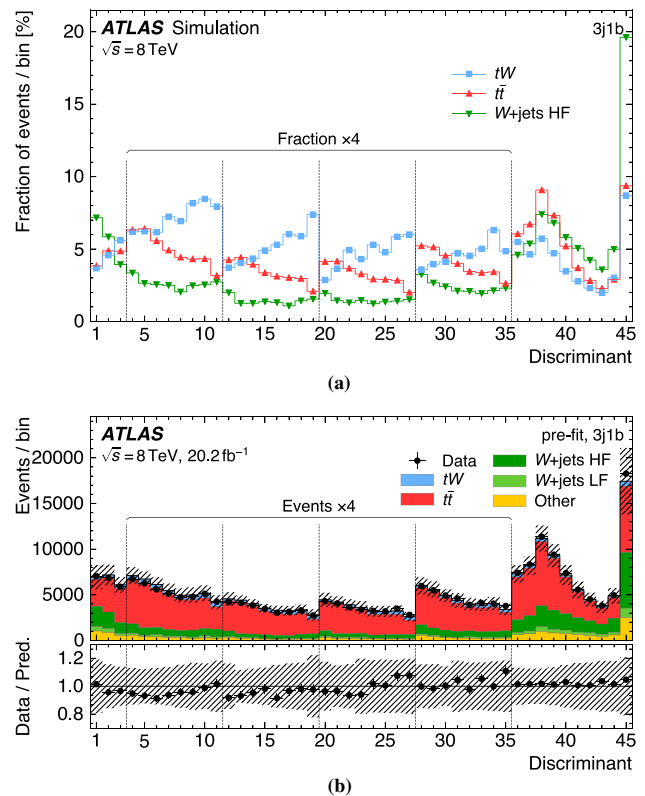 ATLAS Simulation
√s = 8 TeV
3j1b
tW
tt̄
W+jets HF
Fraction ×4
Fraction of events / bin [%]
20
15
10
5
0
1 5 10 15 20 25 30 35 40 45
Discriminant
(a)
ATLAS
√s = 8 TeV, 20.2 fb⁻¹
pre-fit, 3j1b
Data
tW
tt̄
W+jets HF
W+jets LF
Other
Events ×4
Events / bin
20000
15000
10000
5000
0
Data / Pred.
1.2
1.0
0.8
1 5 10 15 20 25 30 35 40 45
Discriminant
(b)